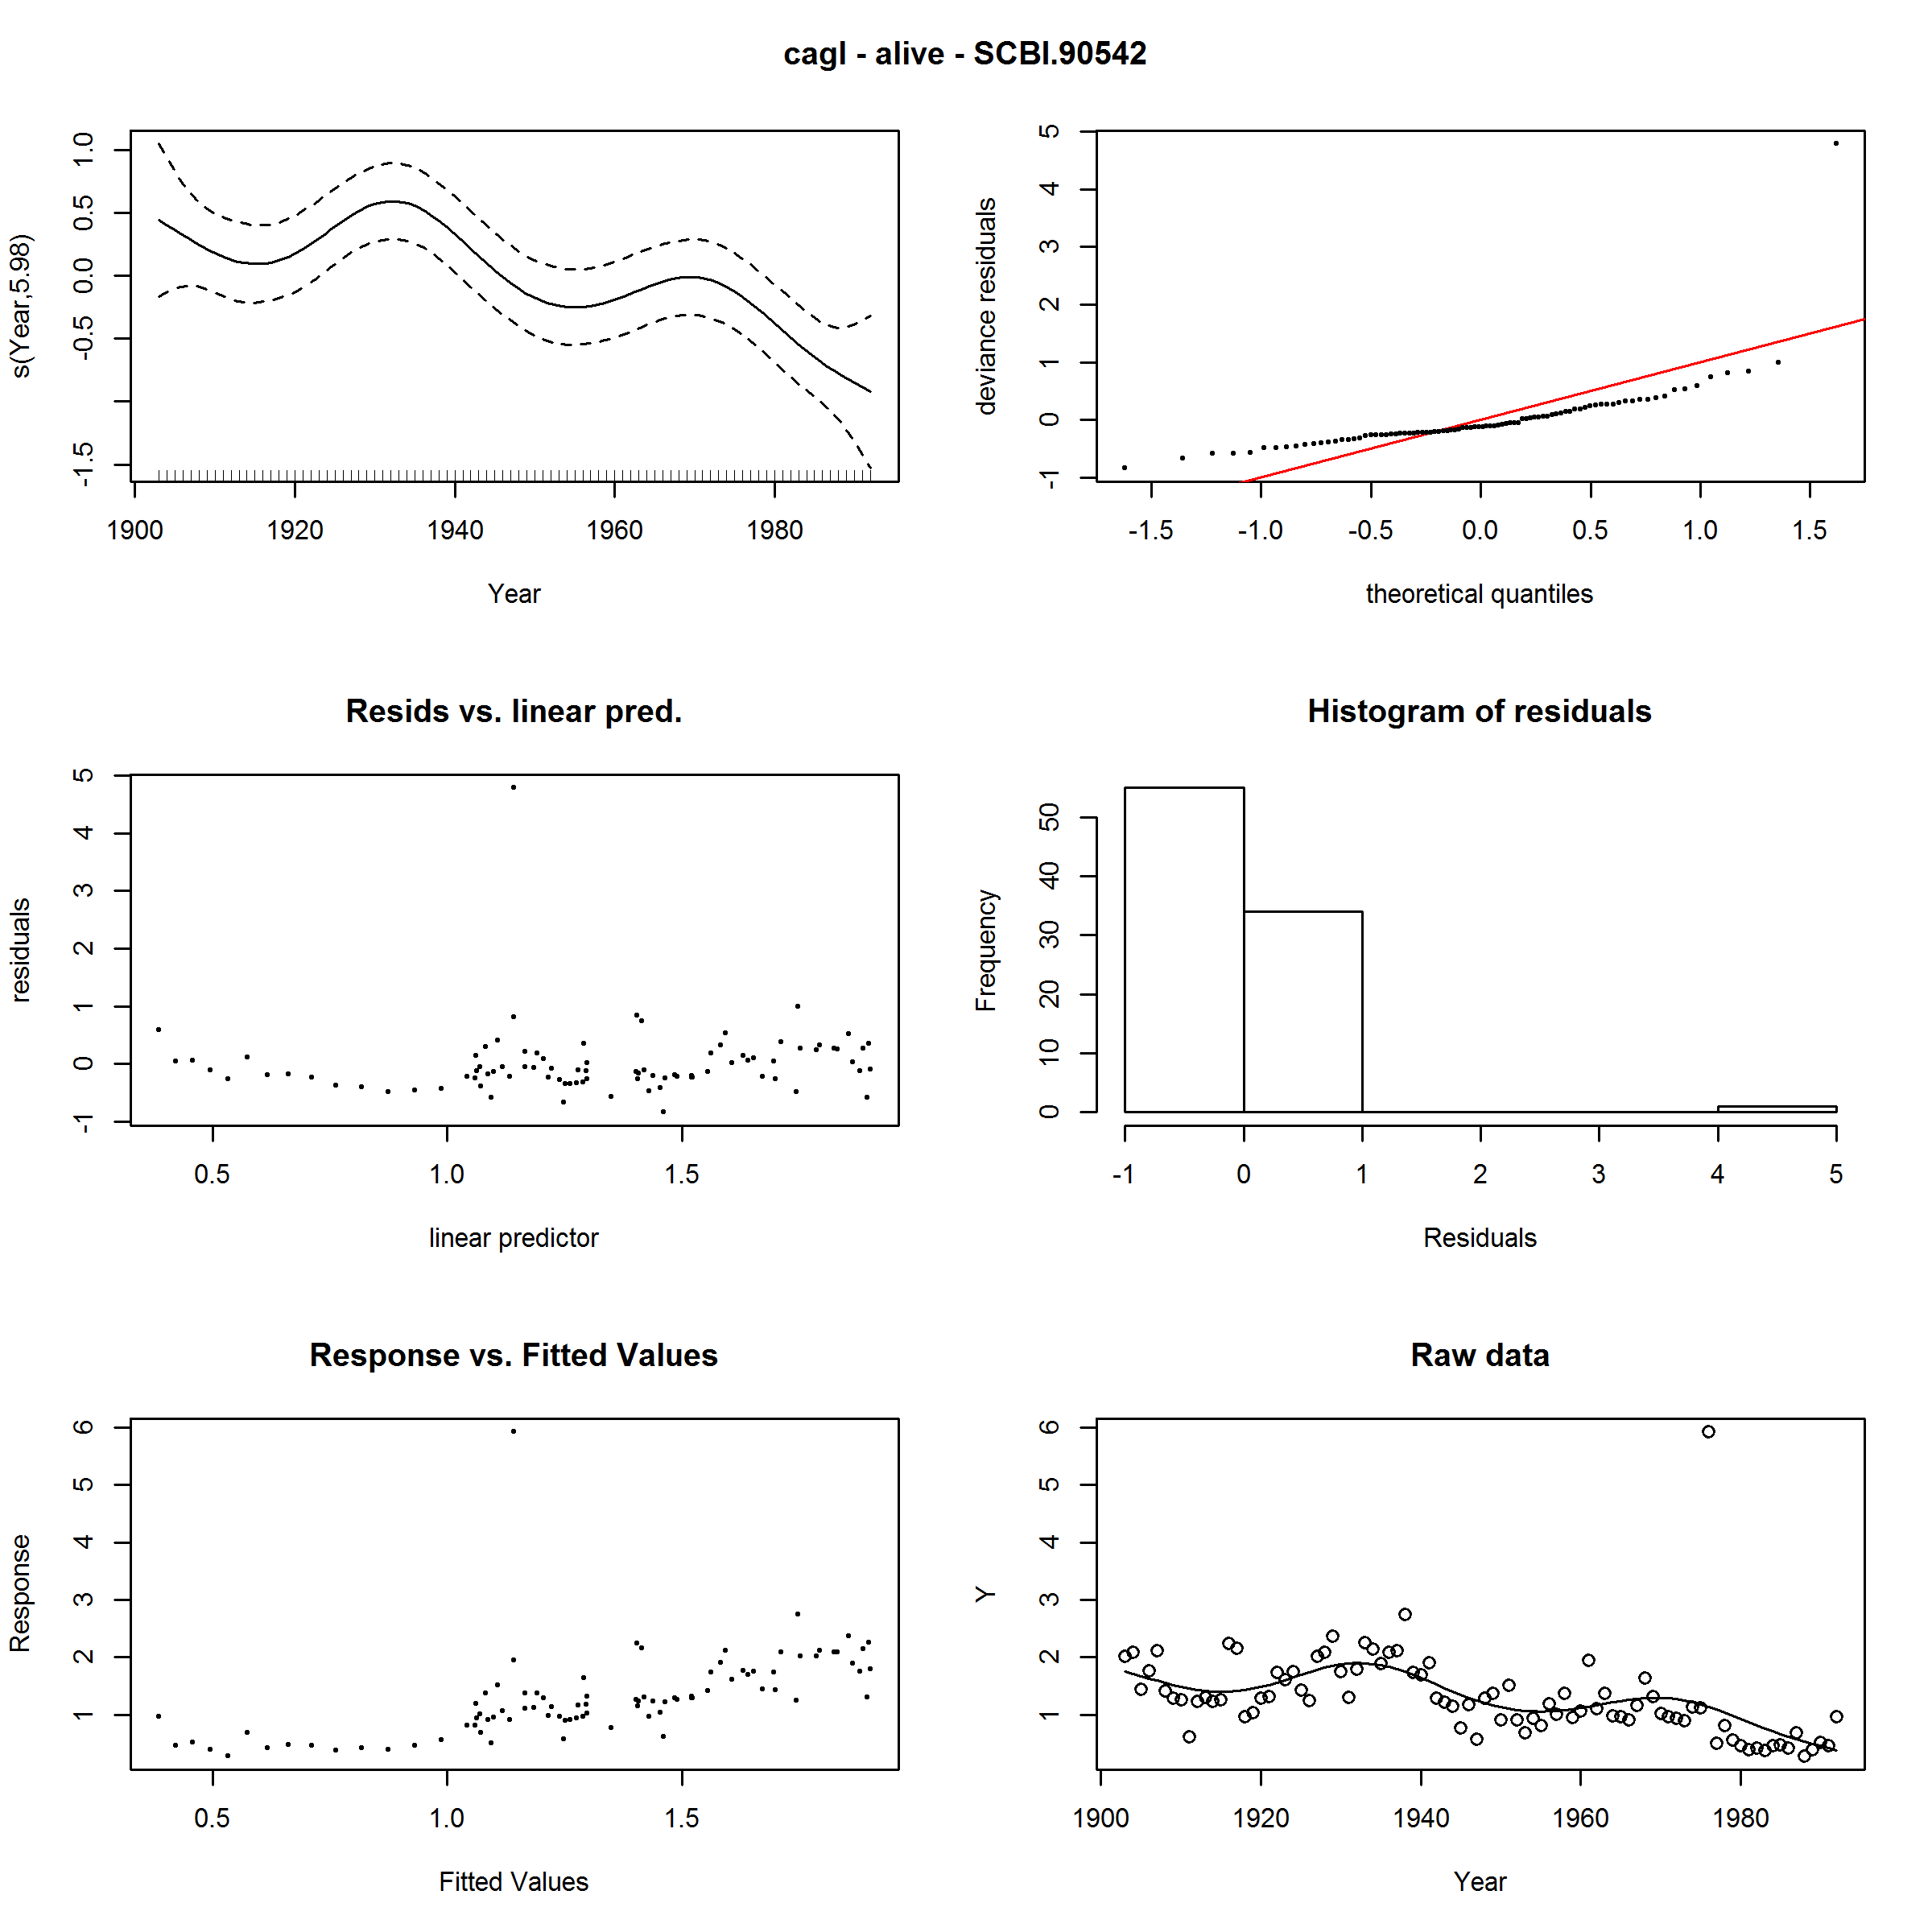 cagl - alive - SCBI.90542
s(Year,5.98)
1.0
0.5
0.0
-0.5
-1.5
1900 1920 1940 1960 1980
Year
deviance residuals
5
4
3
2
1
0
-1
-1.5 -1.0 -0.5 0.0 0.5 1.0 1.5
theoretical quantiles
Resids vs. linear pred.
residuals
5
4
3
2
1
0
-1
0.5 1.0 1.5
linear predictor
Histogram of residuals
Frequency
50
40
30
20
10
0
-1 0 1 2 3 4 5
Residuals
Response vs. Fitted Values
Response
6
5
4
3
2
1
0.5 1.0 1.5
Fitted Values
Raw data
Y
6
5
4
3
2
1
1900 1920 1940 1960 1980
Year